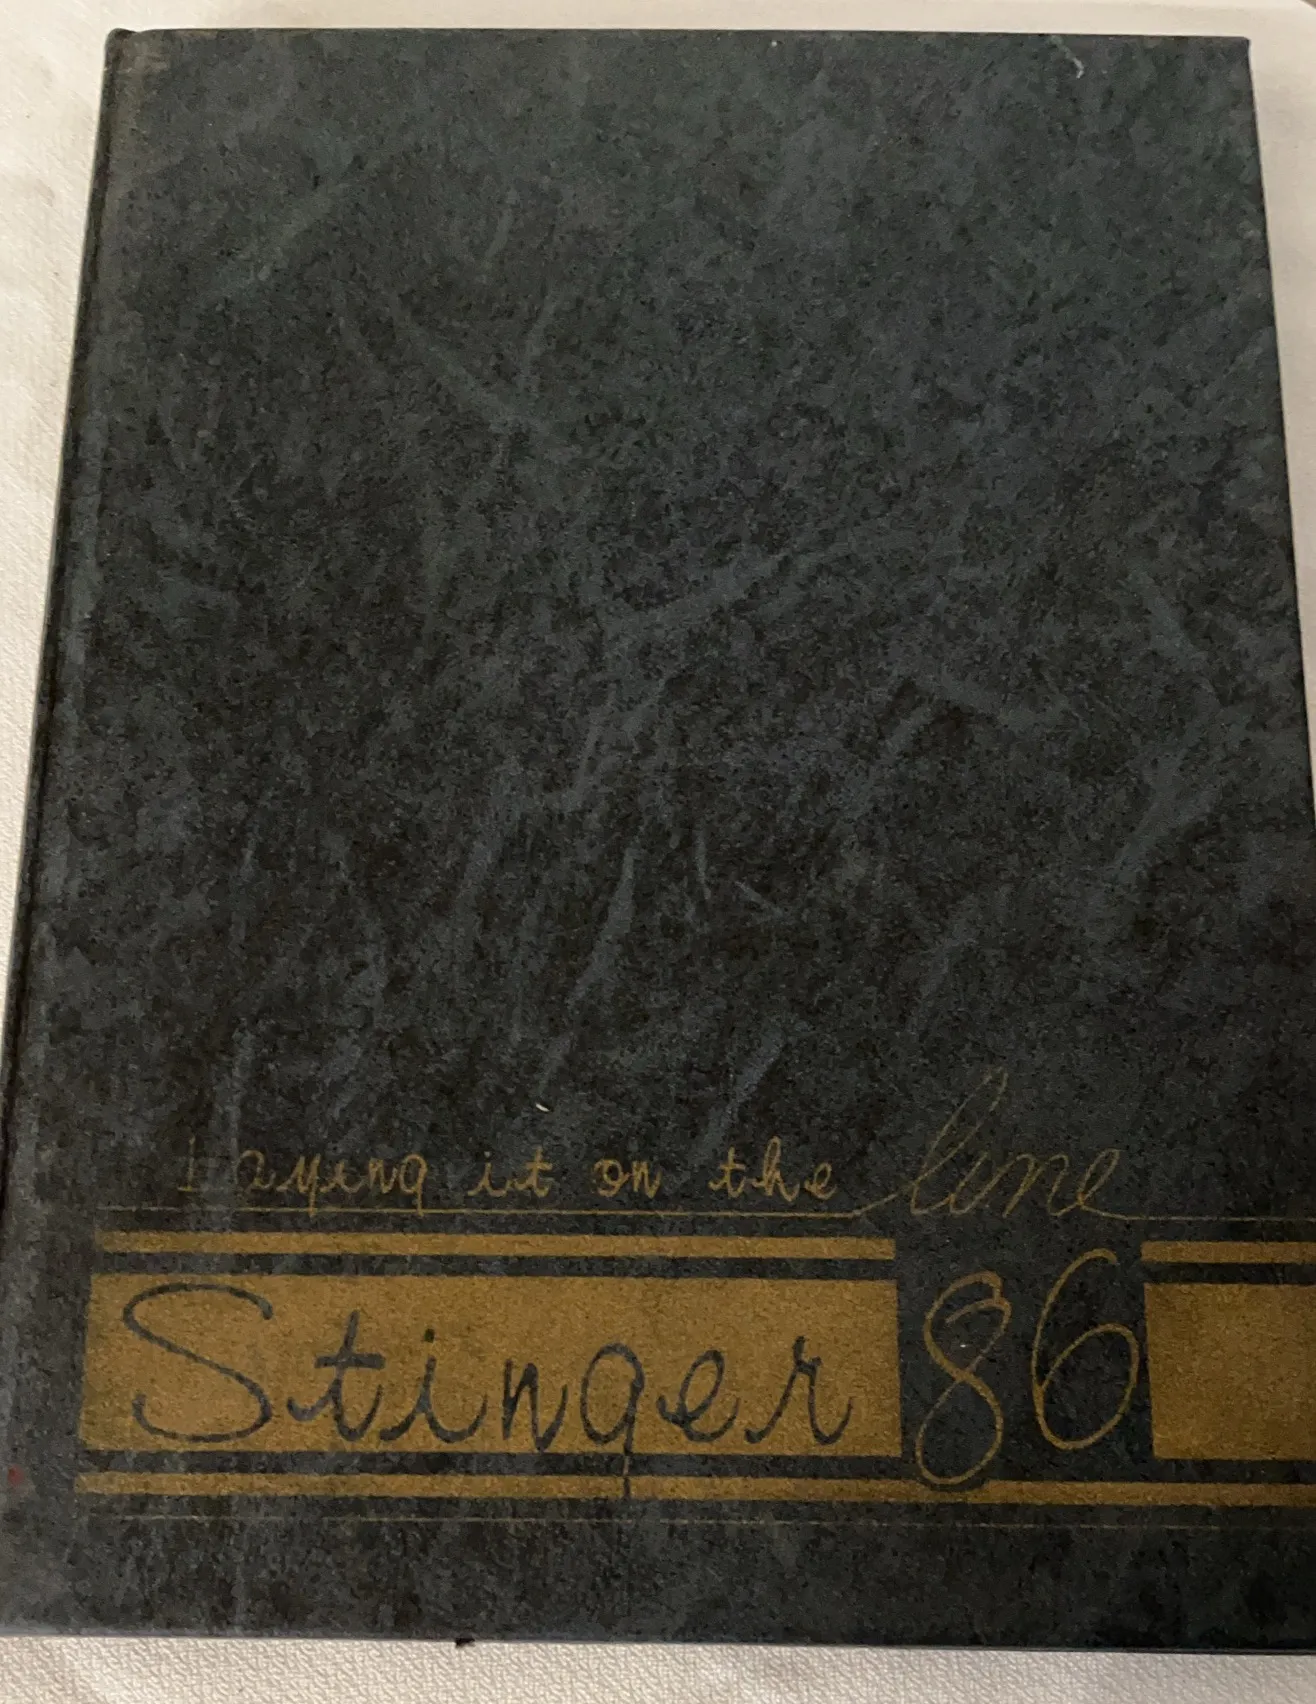 Laying it on the line
Stinger 86